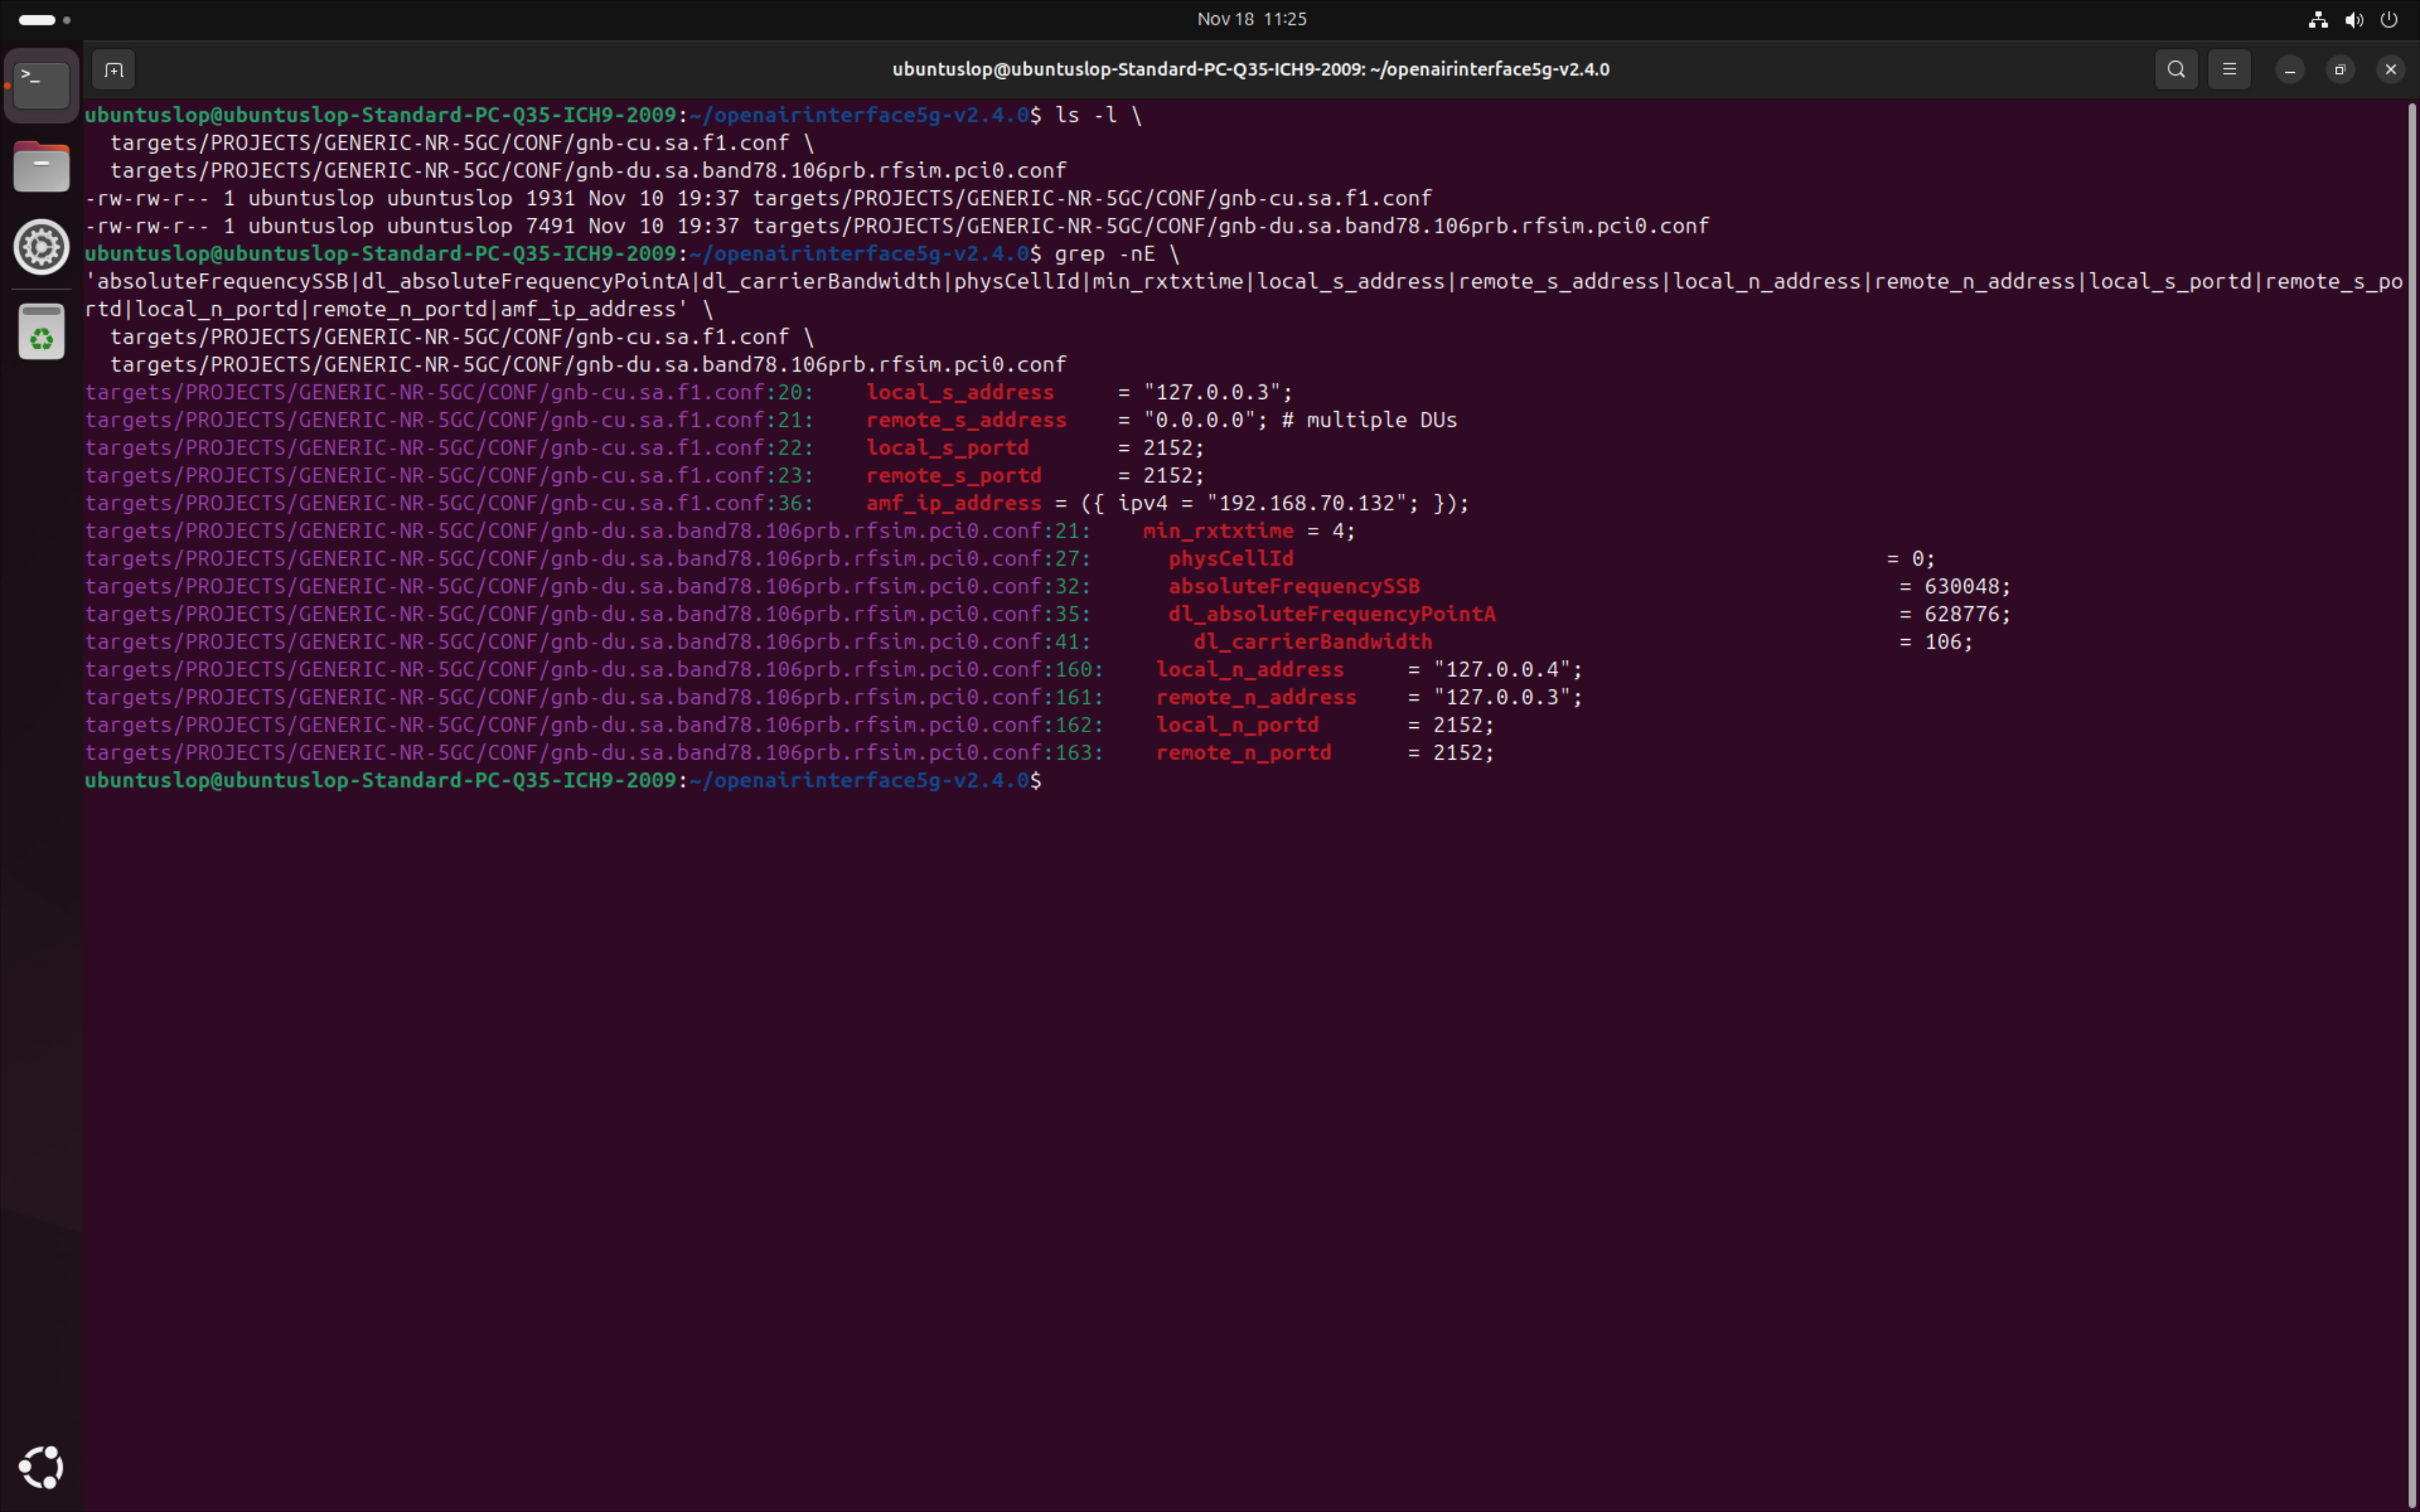 Nov 18 11:25
ubuntuslop@ubuntuslop-Standard-PC-Q35-ICH9-2009: ~/openairinterface5g-v2.4.0
ubuntuslop@ubuntuslop-Standard-PC-Q35-ICH9-2009:~/openairinterface5g-v2.4.0$ ls -l \
  targets/PROJECTS/GENERIC-NR-5GC/CONF/gnb-cu.sa.f1.conf \
  targets/PROJECTS/GENERIC-NR-5GC/CONF/gnb-du.sa.band78.106prb.rfsim.pci0.conf
-rw-rw-r-- 1 ubuntuslop ubuntuslop 1931 Nov 10 19:37 targets/PROJECTS/GENERIC-NR-5GC/CONF/gnb-cu.sa.f1.conf
-rw-rw-r-- 1 ubuntuslop ubuntuslop 7491 Nov 10 19:37 targets/PROJECTS/GENERIC-NR-5GC/CONF/gnb-du.sa.band78.106prb.rfsim.pci0.conf
ubuntuslop@ubuntuslop-Standard-PC-Q35-ICH9-2009:~/openairinterface5g-v2.4.0$ grep -nE \
'absoluteFrequencySSB|dl_absoluteFrequencyPointA|dl_carrierBandwidth|physCellId|min_rxtxtime|local_s_address|remote_s_address|local_n_address|remote_n_address|local_s_portd|remote_s_po
rtd|local_n_portd|remote_n_portd|amf_ip_address' \
  targets/PROJECTS/GENERIC-NR-5GC/CONF/gnb-cu.sa.f1.conf \
  targets/PROJECTS/GENERIC-NR-5GC/CONF/gnb-du.sa.band78.106prb.rfsim.pci0.conf
targets/PROJECTS/GENERIC-NR-5GC/CONF/gnb-cu.sa.f1.conf:20:    local_s_address     = "127.0.0.3";
targets/PROJECTS/GENERIC-NR-5GC/CONF/gnb-cu.sa.f1.conf:21:    remote_s_address    = "0.0.0.0"; # multiple DUs
targets/PROJECTS/GENERIC-NR-5GC/CONF/gnb-cu.sa.f1.conf:22:    local_s_portd       = 2152;
targets/PROJECTS/GENERIC-NR-5GC/CONF/gnb-cu.sa.f1.conf:23:    remote_s_portd      = 2152;
targets/PROJECTS/GENERIC-NR-5GC/CONF/gnb-cu.sa.f1.conf:36:    amf_ip_address = ({ ipv4 = "192.168.70.132"; });
targets/PROJECTS/GENERIC-NR-5GC/CONF/gnb-du.sa.band78.106prb.rfsim.pci0.conf:21:    min_rxtxtime = 4;
targets/PROJECTS/GENERIC-NR-5GC/CONF/gnb-du.sa.band78.106prb.rfsim.pci0.conf:27:      physCellId                                               = 0;
targets/PROJECTS/GENERIC-NR-5GC/CONF/gnb-du.sa.band78.106prb.rfsim.pci0.conf:32:      absoluteFrequencySSB                                      = 630048;
targets/PROJECTS/GENERIC-NR-5GC/CONF/gnb-du.sa.band78.106prb.rfsim.pci0.conf:35:      dl_absoluteFrequencyPointA                                = 628776;
targets/PROJECTS/GENERIC-NR-5GC/CONF/gnb-du.sa.band78.106prb.rfsim.pci0.conf:41:        dl_carrierBandwidth                                     = 106;
targets/PROJECTS/GENERIC-NR-5GC/CONF/gnb-du.sa.band78.106prb.rfsim.pci0.conf:160:    local_n_address     = "127.0.0.4";
targets/PROJECTS/GENERIC-NR-5GC/CONF/gnb-du.sa.band78.106prb.rfsim.pci0.conf:161:    remote_n_address    = "127.0.0.3";
targets/PROJECTS/GENERIC-NR-5GC/CONF/gnb-du.sa.band78.106prb.rfsim.pci0.conf:162:    local_n_portd       = 2152;
targets/PROJECTS/GENERIC-NR-5GC/CONF/gnb-du.sa.band78.106prb.rfsim.pci0.conf:163:    remote_n_portd      = 2152;
ubuntuslop@ubuntuslop-Standard-PC-Q35-ICH9-2009:~/openairinterface5g-v2.4.0$